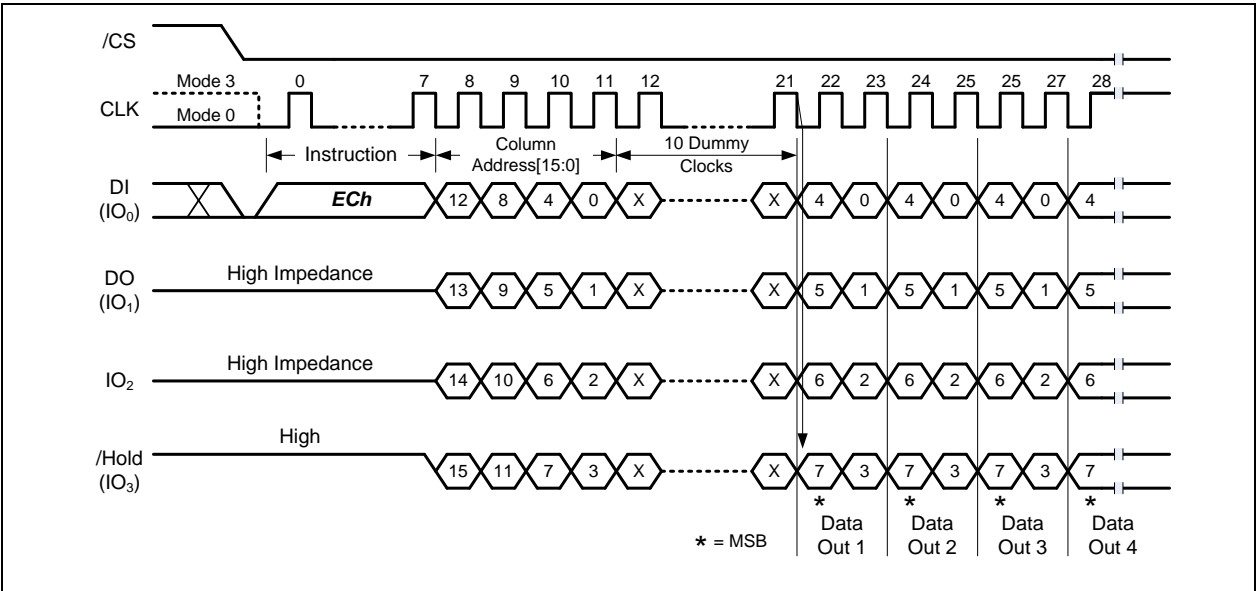 /CS
Mode 3 0 7 8 9 10 11 12 21 22 23 24 25 25 27 28
CLK
Mode 0
Instruction
Column
Address[15:0]
10 Dummy
Clocks
DI
(IO0)
ECh 12 8 4 0 X X 4 0 4 0 4 0 4
High Impedance
DO
(IO1)
13 9 5 1 X X 5 1 5 1 5 1 5
High Impedance
IO2
14 10 6 2 X X 6 2 6 2 6 2 6
High
/Hold
(IO3)
15 11 7 3 X X 7 3 7 3 7 3 7
* * * *
* = MSB
Data
Out 1
Data
Out 2
Data
Out 3
Data
Out 4